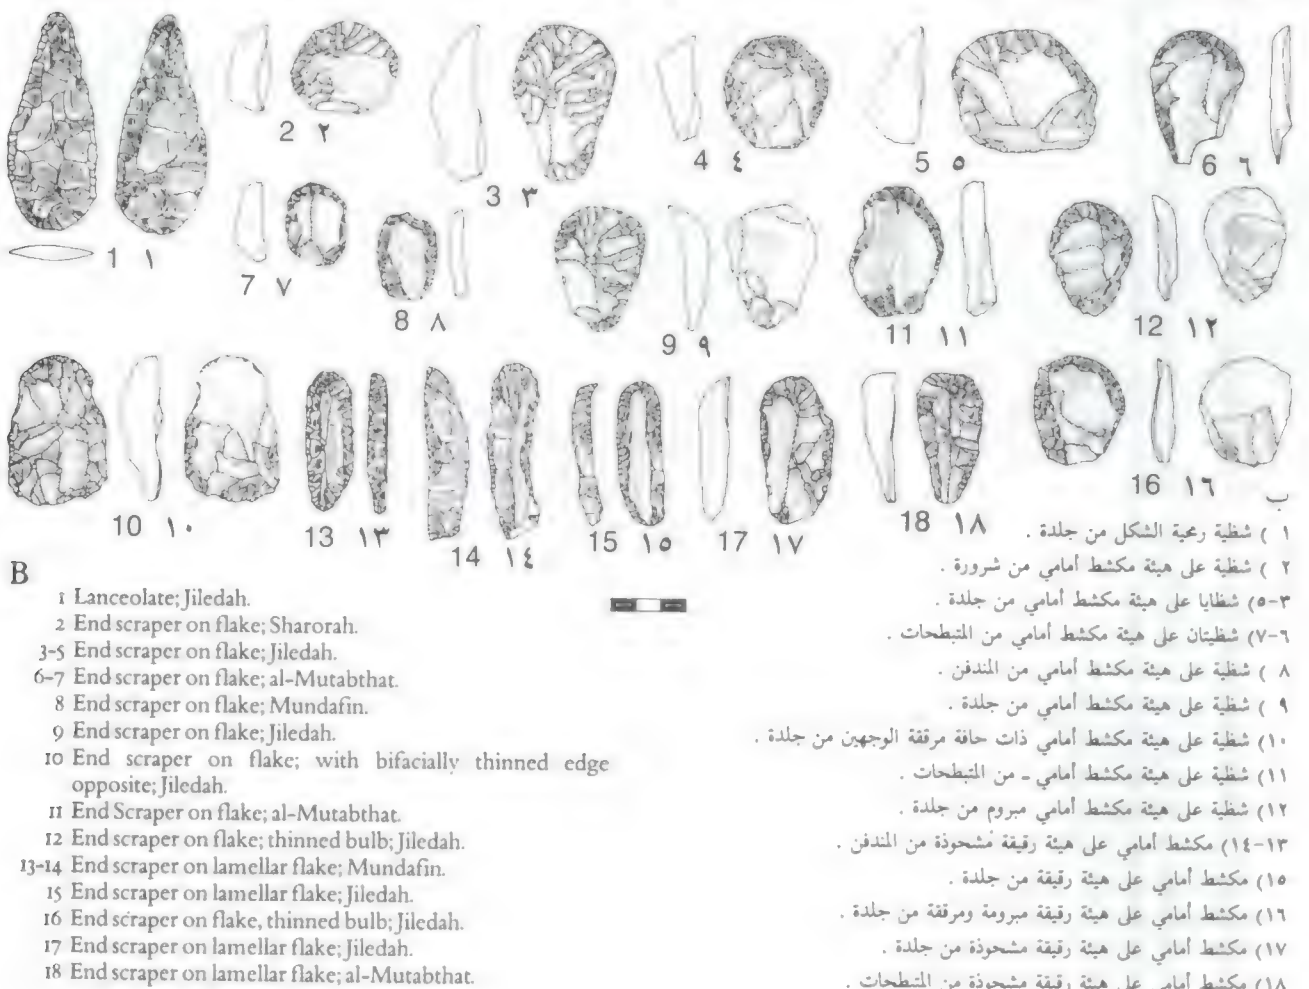 2 ٢
3 ٣
4 ٤
5 ٥
6 ٦
1 ١
7 ٧
8 ٨
9 ٩
11 ١١
12 ١٢
10 ١٠
13 ١٣
14 ١٤
15 ١٥
17 ١٧
18 ١٨
16 ١٦
B
1 Lanceolate; Jiledah.
2 End scraper on flake; Sharorah.
3-5 End scraper on flake; Jiledah.
6-7 End scraper on flake; al-Mutabthat.
8 End scraper on flake; Mundafin.
9 End scraper on flake; Jiledah.
10 End scraper on flake; with bifacially thinned edge
opposite; Jiledah.
11 End Scraper on flake; al-Mutabthat.
12 End scraper on flake; thinned bulb; Jiledah.
13-14 End scraper on lamellar flake; Mundafin.
15 End scraper on lamellar flake; Jiledah.
16 End scraper on flake, thinned bulb; Jiledah.
17 End scraper on lamellar flake; Jiledah.
18 End scraper on lamellar flake; al-Mutabthat.
ب
١ ) شظية رمحية الشكل من جلدة .
٢ ) شظية على هيئة مكشط أمامي من شرورة .
٣-٥) شظايا على هيئة مكشط أمامي من جلدة .
٦-٧) شظيتان على هيئة مكشط أمامي من المتبطحات .
٨ ) شظية على هيئة مكشط أمامي من المندفن .
٩ ) شظية على هيئة مكشط أمامي من جلدة .
١٠) شظية على هيئة مكشط أمامي ذات حافة مرققة الوجهين من جلدة .
١١) شظية على هيئة مكشط أمامي ـ من المتبطحات .
١٢) شظية على هيئة مكشط أمامي مبروم من جلدة .
١٣-١٤) مكشط أمامي على هيئة رقيقة مشحوذة من المندفن .
١٥) مكشط أمامي على هيئة رقيقة من جلدة .
١٦) مكشط أمامي على هيئة رقيقة مبرومة ومرققة من جلدة .
١٧) مكشط أمامي على هيئة رقيقة مشحوذة من جلدة .
١٨) مكشط أمامي على هيئة رقيقة مشحوذة من المتبطحات .